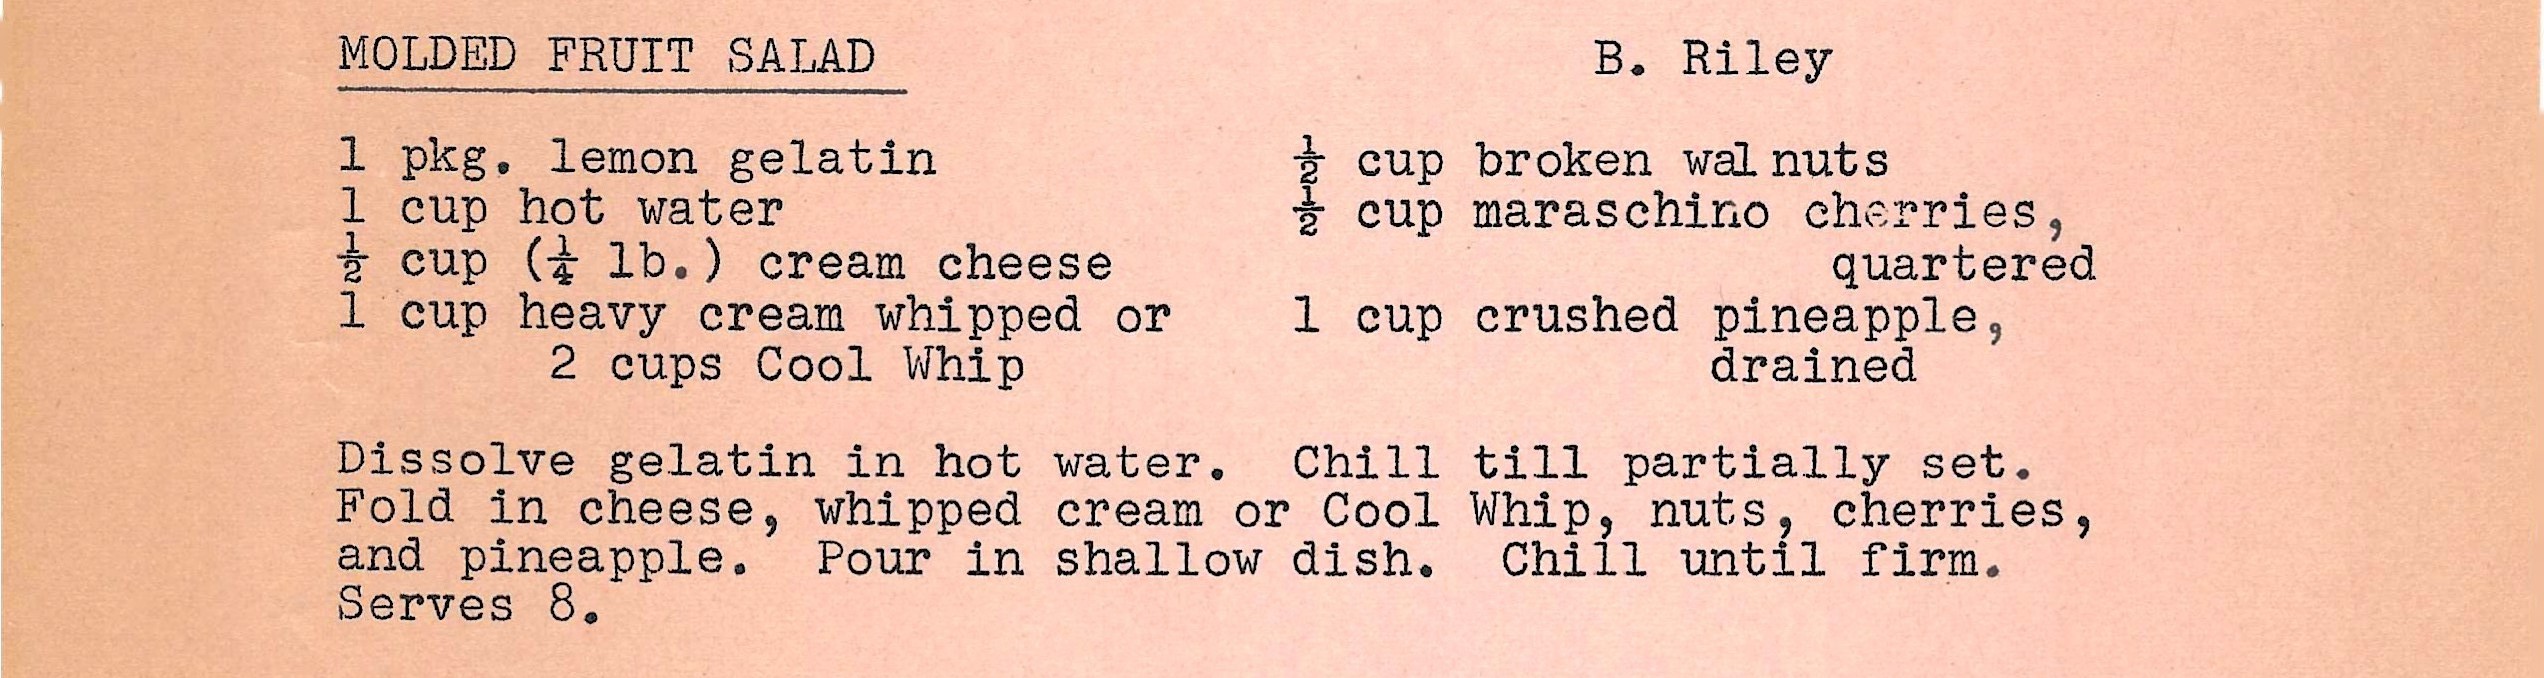 MOLDED FRUIT SALAD B. Riley
1 pkg. lemon gelatin ½ cup broken walnuts
1 cup hot water ½ cup maraschino cherries,
½ cup (¼ lb.) cream cheese quartered
1 cup heavy cream whipped or 1 cup crushed pineapple,
2 cups Cool Whip drained
Dissolve gelatin in hot water. Chill till partially set.
Fold in cheese, whipped cream or Cool Whip, nuts, cherries,
and pineapple. Pour in shallow dish. Chill until firm.
Serves 8.